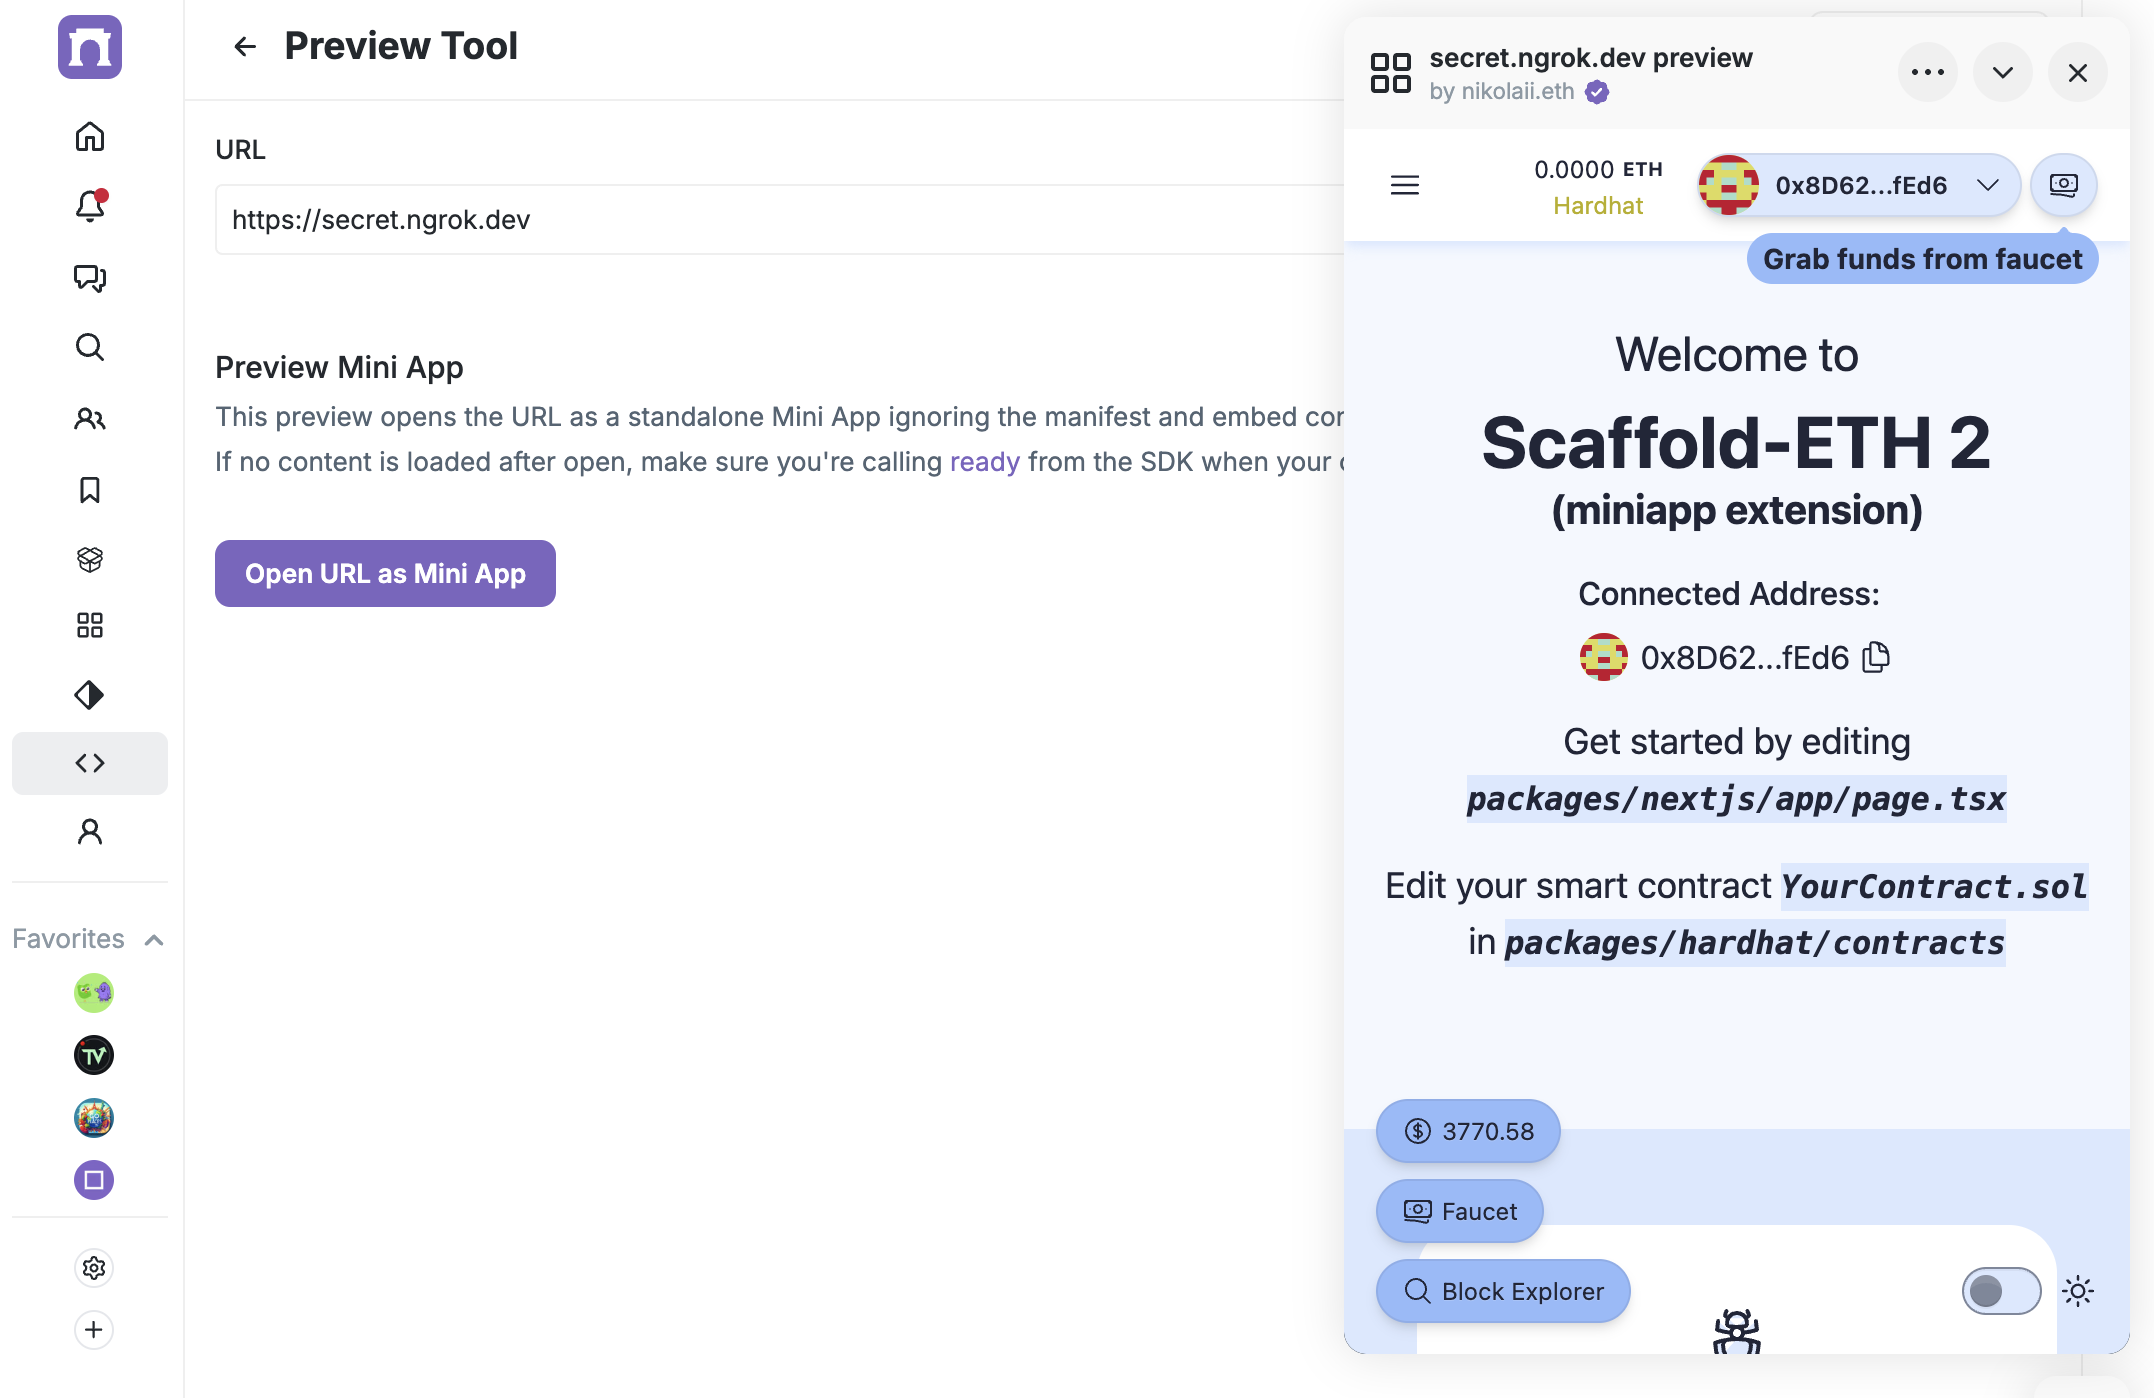 Preview Tool
URL
https://secret.ngrok.dev
Preview Mini App
This preview opens the URL as a standalone Mini App ignoring the manifest and embed
If no content is loaded after open, make sure you're calling ready from the SDK when your
Open URL as Mini App
Favorites
TV
secret.ngrok.dev preview
by nikolaii.eth
0.0000 ETH
Hardhat
0x8D62...fEd6
Grab funds from faucet
Welcome to
Scaffold-ETH 2
(miniapp extension)
Connected Address:
0x8D62...fEd6
Get started by editing
packages/nextjs/app/page.tsx
Edit your smart contract YourContract.sol
in packages/hardhat/contracts
3770.58
Faucet
Block Explorer